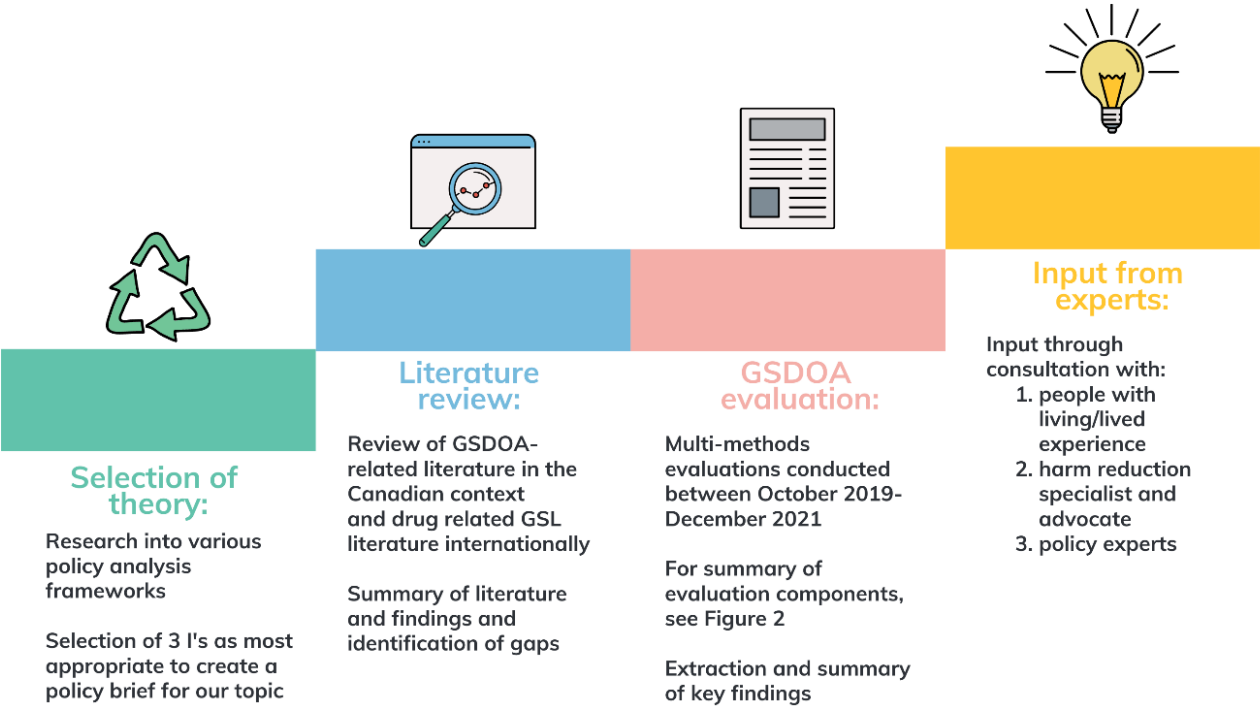 Selection of
theory:
Research into various
policy analysis
frameworks
Selection of 3 I's as most
appropriate to create a
policy brief for our topic
Literature
review:
Review of GSDOA-
related literature in the
Canadian context
and drug related GSL
literature internationally
Summary of literature
and findings and
identification of gaps
GSDOA
evaluation:
Multi-methods
evaluations conducted
between October 2019-
December 2021
For summary of
evaluation components,
see Figure 2
Extraction and summary
of key findings
Input from
experts:
Input through
consultation with:
1. people with
living/lived
experience
2. harm reduction
specialist and
advocate
3. policy experts